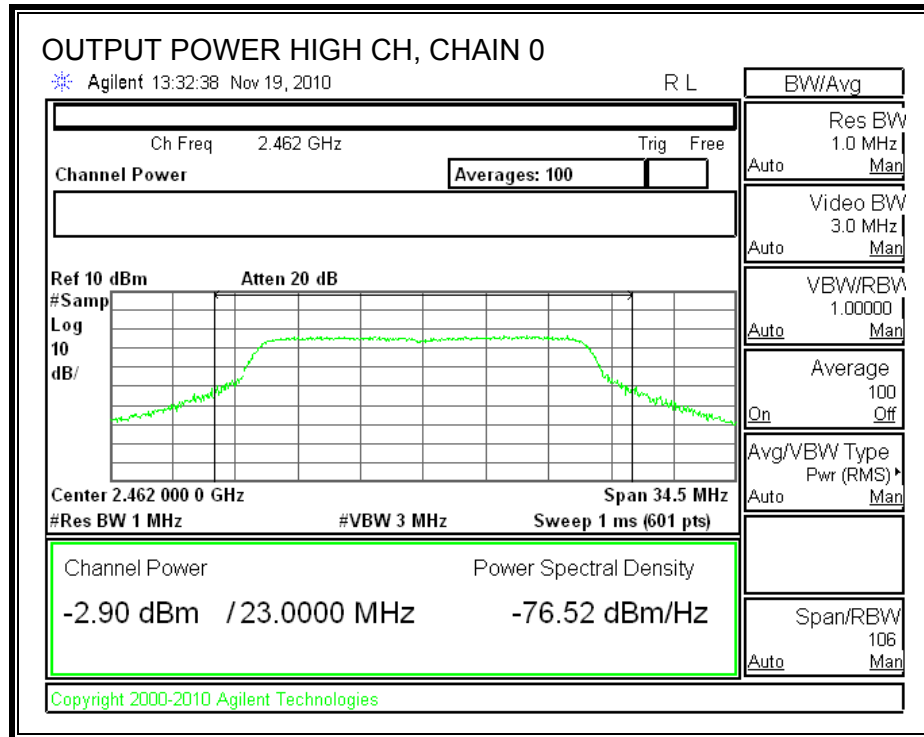 OUTPUT POWER HIGH CH, CHAIN 0
Agilent 13:32:38 Nov 19, 2010 R L
BW/Avg
Ch Freq 2.462 GHz Trig Free
Channel Power Averages: 100
Res BW
1.0 MHz
Auto Man
Video BW
3.0 MHz
Auto Man
Ref 10 dBm Atten 20 dB
#Samp
Log
10
dB/
VBW/RBW
1.00000
Auto Man
Average
100
On Off
Avg/VBW Type
Pwr (RMS)
Auto Man
Center 2.462 000 0 GHz Span 34.5 MHz
#Res BW 1 MHz #VBW 3 MHz Sweep 1 ms (601 pts)
Channel Power Power Spectral Density
-2.90 dBm / 23.0000 MHz -76.52 dBm/Hz
Span/RBW
106
Auto Man
Copyright 2000-2010 Agilent Technologies